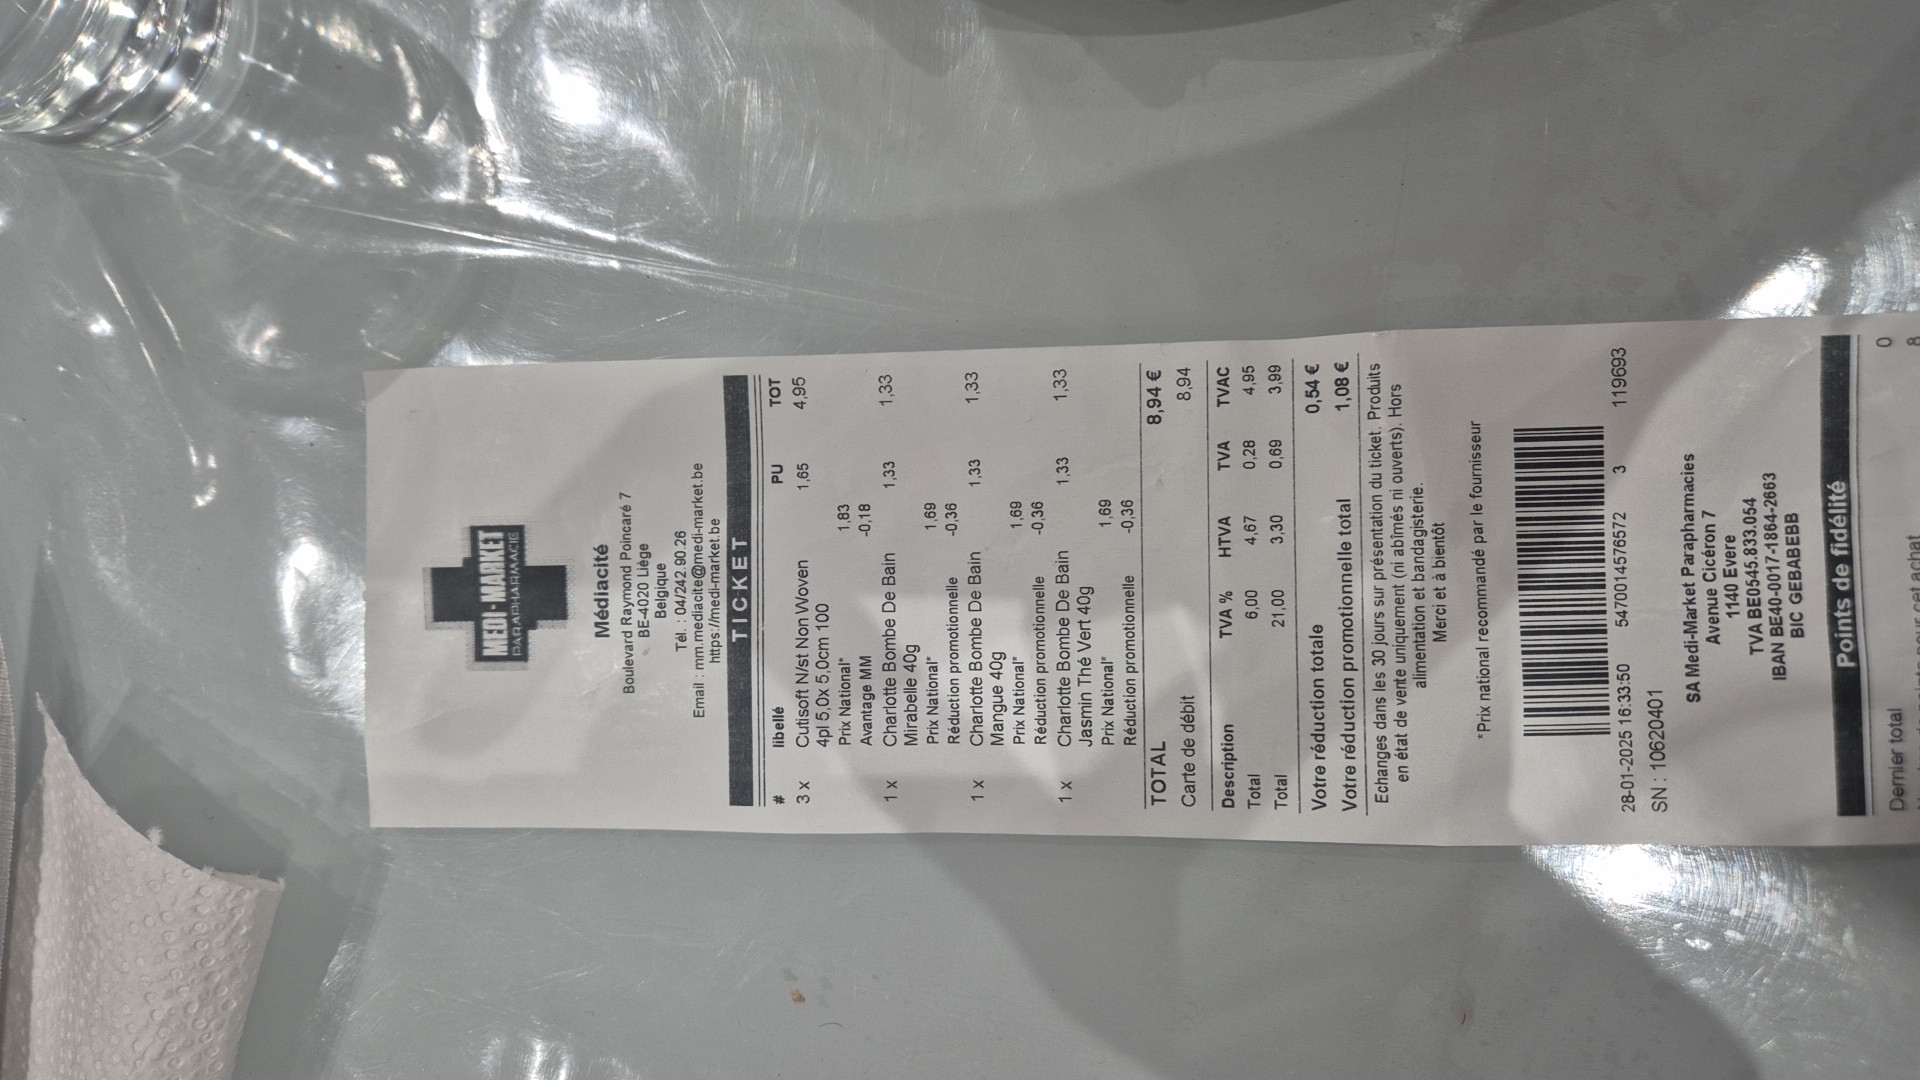 MEDI-MARKET
PARAPHARMACIE
Médiacité
Boulevard Raymond Poincaré 7
BE-4020 Liège
Belgique
Tél. : 04/242.90.26
Email : mm.mediacite@medi-market.be
https://medi-market.be
TICKET
# libellé PU TOT
3 x Cutisoft N/st Non Woven 1,65 4,95
4pl 5,0x 5,0cm 100
Prix National* 1,83
Avantage MM -0,18
1 x Charlotte Bombe De Bain 1,33 1,33
Mirabelle 40g
Prix National* 1,69
Réduction promotionnelle -0,36
1 x Charlotte Bombe De Bain 1,33 1,33
Mangue 40g
Prix National* 1,69
Réduction promotionnelle -0,36
1 x Charlotte Bombe De Bain 1,33 1,33
Jasmin Thé Vert 40g
Prix National* 1,69
Réduction promotionnelle -0,36
TOTAL 8,94 €
Carte de débit 8,94
Description TVA % HTVA TVA TVAC
Total 6,00 4,67 0,28 4,95
Total 21,00 3,30 0,69 3,99
Votre réduction totale 0,54 €
Votre réduction promotionnelle total 1,08 €
Echanges dans les 30 jours sur présentation du ticket. Produits
en état de vente uniquement (ni abîmés ni ouverts). Hors
alimentation et bandagisterie.
Merci et à bientôt
*Prix national recommandé par le fournisseur
28-01-2025 16:33:50 5470014576572 3 119693
SN : 10620401
SA Medi-Market Parapharmacies
Avenue Cicéron 7
1140 Evere
TVA BE0545.833.054
IBAN BE40-0017-1864-2663
BIC GEBABEBB
Points de fidélité
Dernier total 0
pour cet achat 8